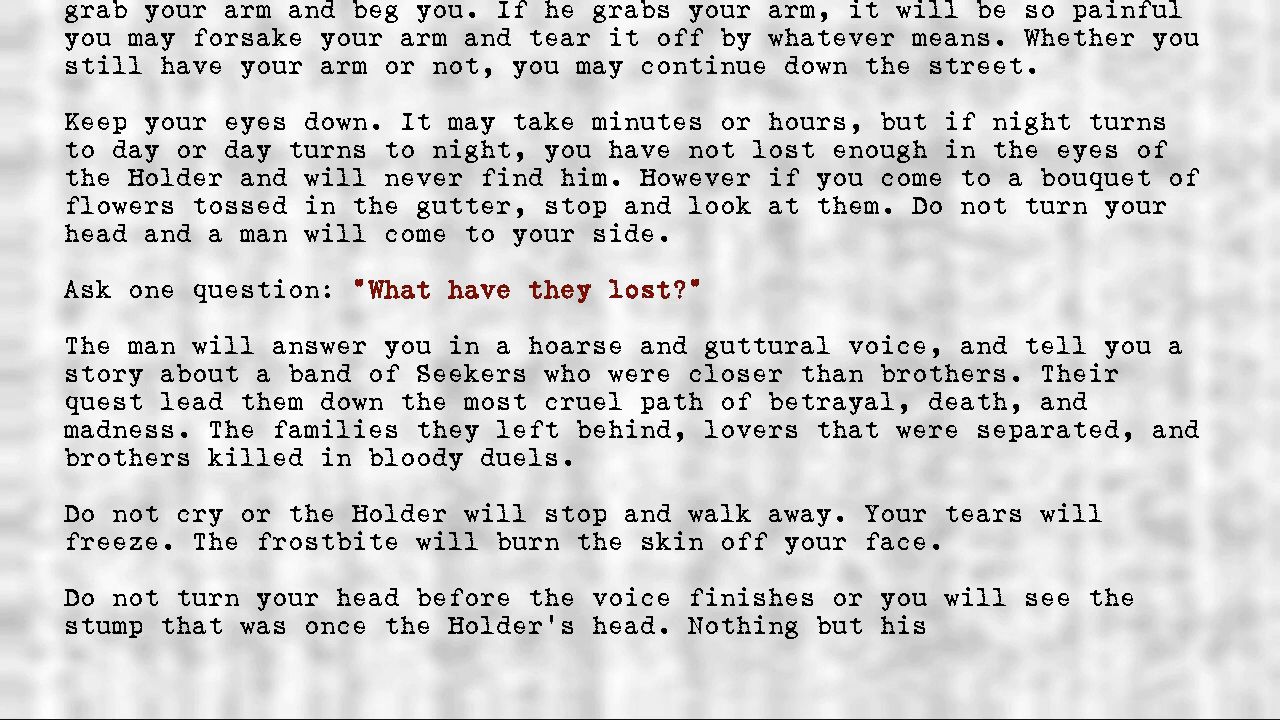 grab your arm and beg you. If he grabs your arm, it will be so painful
you may forsake your arm and tear it off by whatever means. Whether you
still have your arm or not, you may continue down the street.
Keep your eyes down. It may take minutes or hours, but if night turns
to day or day turns to night, you have not lost enough in the eyes of
the Holder and will never find him. However if you come to a bouquet of
flowers tossed in the gutter, stop and look at them. Do not turn your
head and a man will come to your side.
Ask one question: "What have they lost?"
The man will answer you in a hoarse and guttural voice, and tell you a
story about a band of Seekers who were closer than brothers. Their
quest lead them down the most cruel path of betrayal, death, and
madness. The families they left behind, lovers that were separated, and
brothers killed in bloody duels.
Do not cry or the Holder will stop and walk away. Your tears will
freeze. The frostbite will burn the skin off your face.
Do not turn your head before the voice finishes or you will see the
stump that was once the Holder's head. Nothing but his